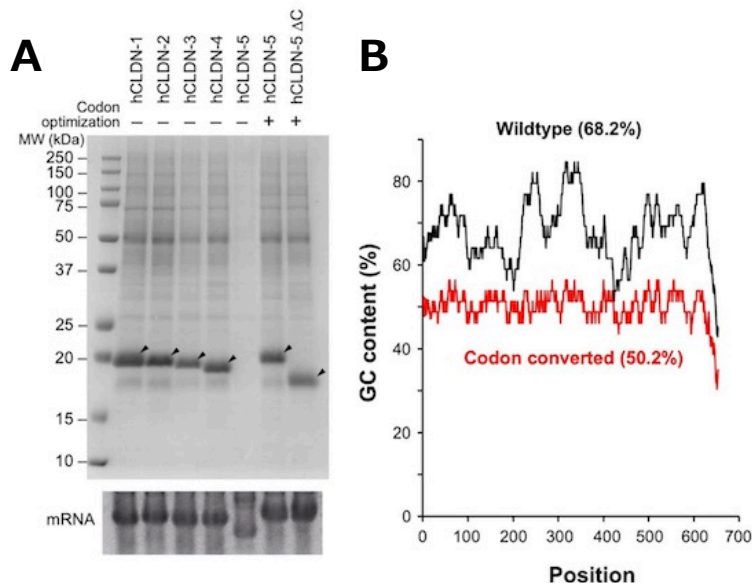 A
hCLDN-1
hCLDN-2
hCLDN-3
hCLDN-4
hCLDN-5
hCLDN-5
hCLDN-5 ΔC
Codon
optimization – – – – – + +
MW (kDa)
250
150
100
75
50
37
25
20
15
10
mRNA
B
Wildtype (68.2%)
Codon converted (50.2%)
GC content (%)
80
60
40
20
0
0 100 200 300 400 500 600 700
Position